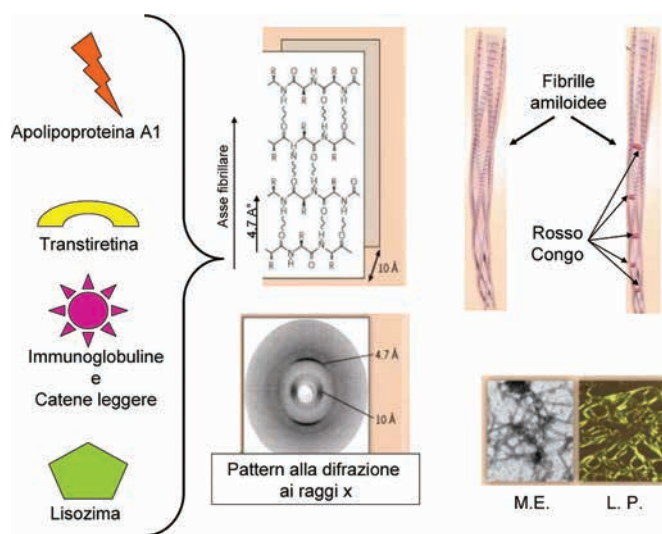 Apolipoproteina A1
Transtiretina
Immunoglobuline
e
Catene leggere
Lisozima
Asse fibrillare
4.7 A°
10 Å
4.7 Å
10Å
Pattern alla difrazione
ai raggi x
Fibrille
amiloidee
Rosso
Congo
M.E.
L. P.